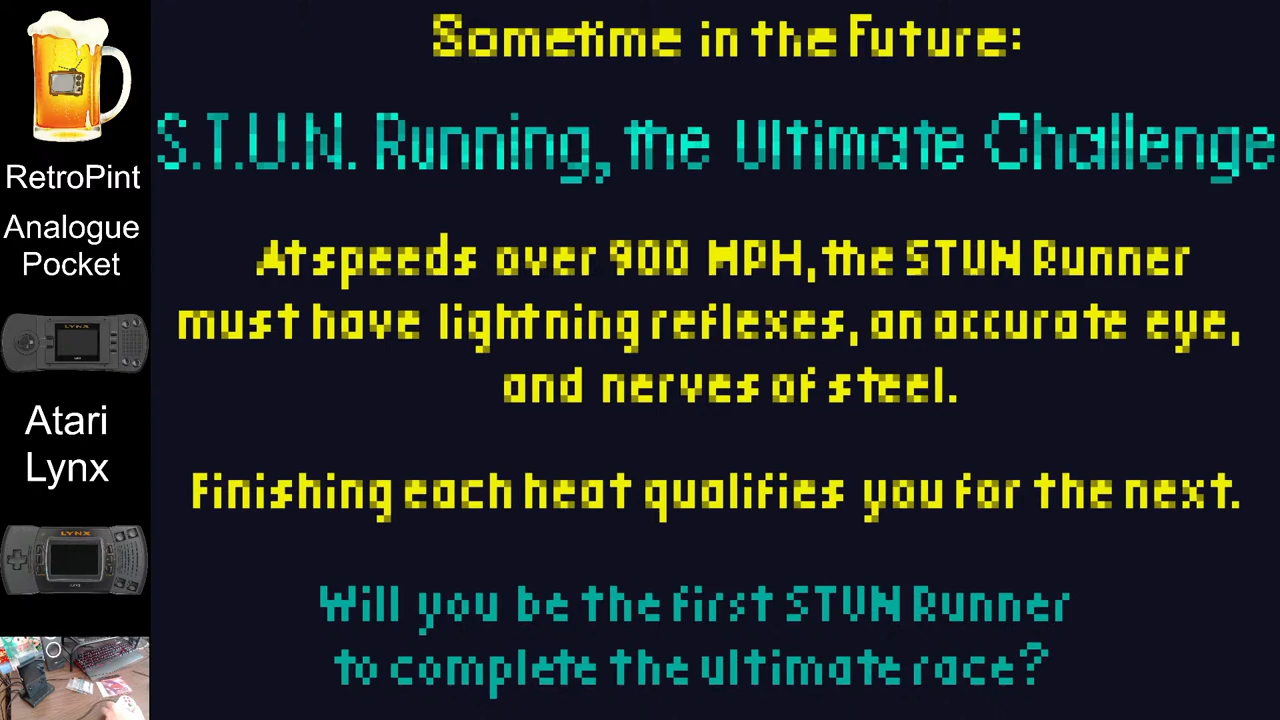 RetroPint
Analogue
Pocket
LYNX
Atari
Lynx
LYNX
Sometime in the Future:
S.T.U.N. Running, the Ultimate Challenge
At speeds over 900 MPH, the STUN Runner
must have lightning reflexes, an accurate eye,
and nerves of steel.
Finishing each heat qualifies you for the next.
Will you be the first STUN Runner
to complete the ultimate race?